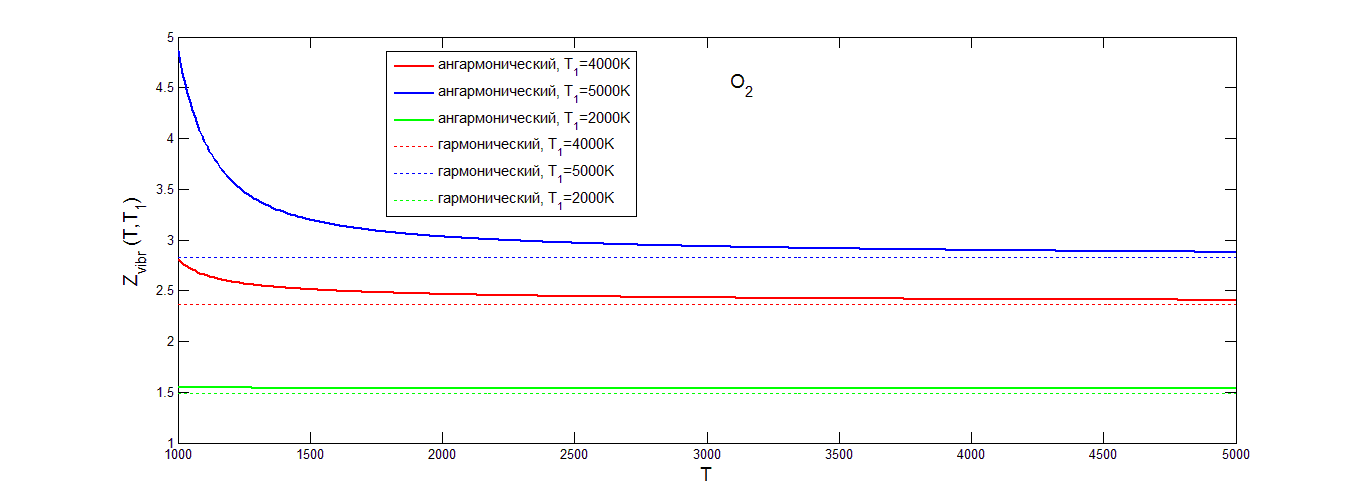 ангармонический, T1=4000K
ангармонический, T1=5000K
ангармонический, T1=2000K
гармонический, T1=4000K
гармонический, T1=5000K
гармонический, T1=2000K
O2
Zvibr (T,T1)
5
4.5
4
3.5
3
2.5
2
1.5
1
1000 1500 2000 2500 3000 3500 4000 4500 5000
T